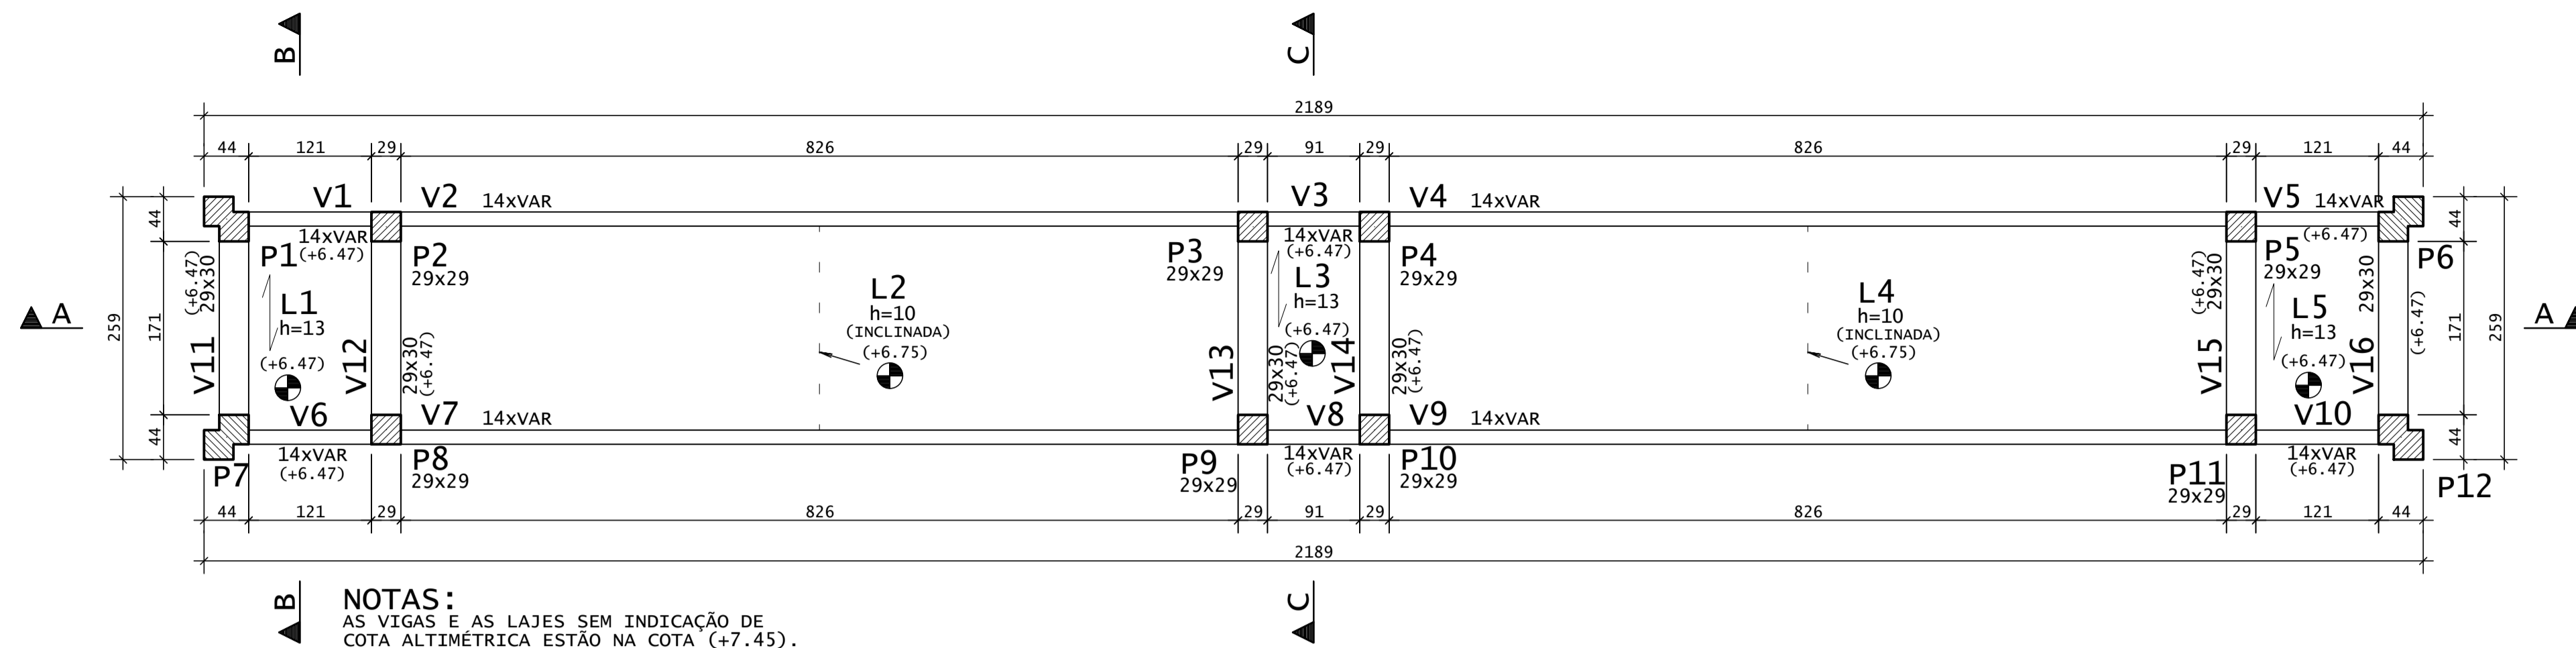 B
C
2189
44 121 29 826 29 91 29 826 29 121 44
V1 V2 14xVAR V3 V4 14xVAR V5 14xVAR
14xVAR
(+6.47)
14xVAR
(+6.47)
(+6.47)
P1
P2
29x29
P3
29x29
P4
29x29
P5
29x29
P6
44
171
44
259
44
171
44
259
A
A
V11
29x30
(+6.47)
L1
h=13
(+6.47)
V12
29x30
(+6.47)
L2
h=10
(INCLINADA)
(+6.75)
V13
29x30
(+6.47)
L3
h=13
(+6.47)
V14
29x30
(+6.47)
L4
h=10
(INCLINADA)
(+6.75)
V15
29x30
(+6.47)
L5
h=13
(+6.47)
V16
29x30
(+6.47)
V6 V7 14xVAR V8 V9 14xVAR V10
14xVAR
(+6.47)
14xVAR
(+6.47)
14xVAR
(+6.47)
P7
P8
29x29
P9
29x29
P10
29x29
P11
29x29
P12
44 121 29 826 29 91 29 826 29 121 44
2189
B
C
NOTAS:
AS VIGAS E AS LAJES SEM INDICAÇÃO DE
COTA ALTIMÉTRICA ESTÃO NA COTA (+7.45).